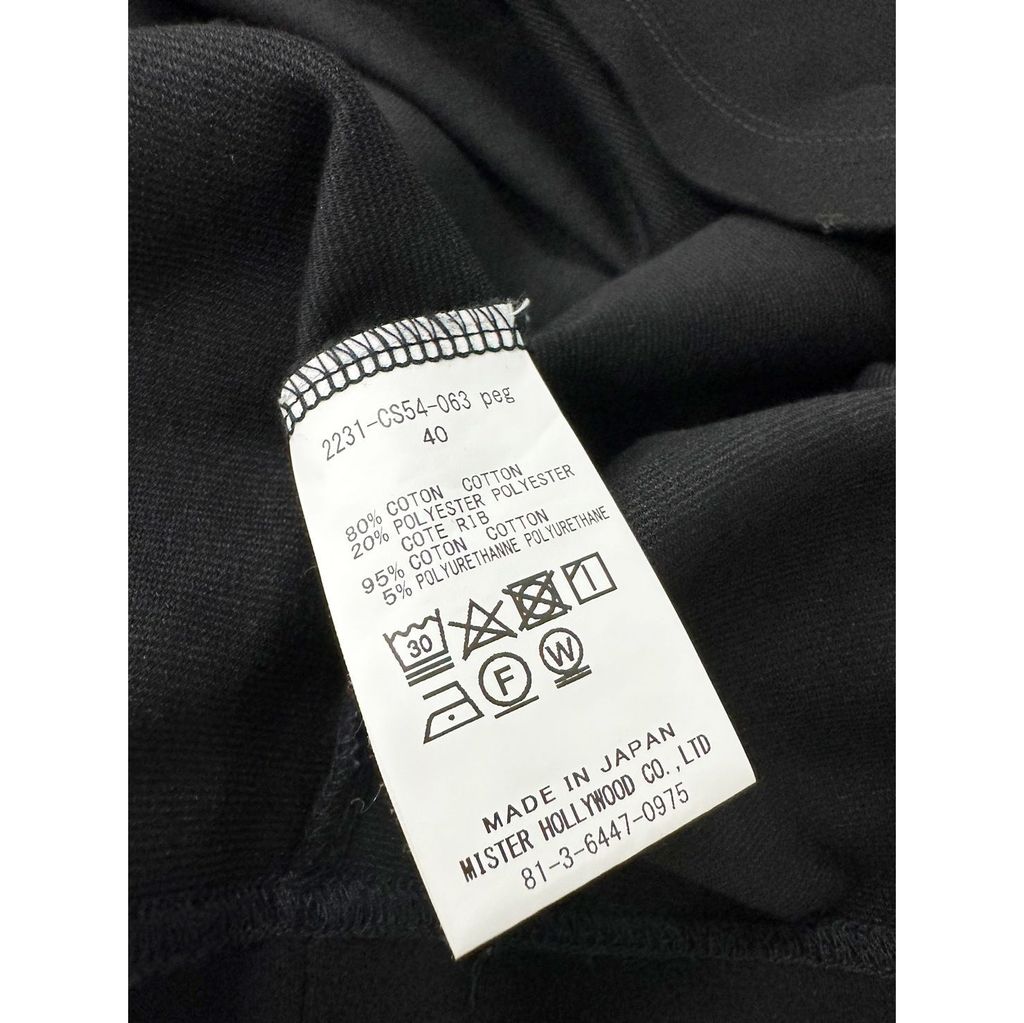 2231-CS54-063 peg
40
80% COTON COTTON
20% POLYESTER POLYESTER
COTE RIB
95% COTON COTTON
5% POLYURETHANNE POLYURETHANE
30
F W
MADE IN JAPAN
MISTER HOLLYWOOD CO.,LTD
81-3-6447-0975